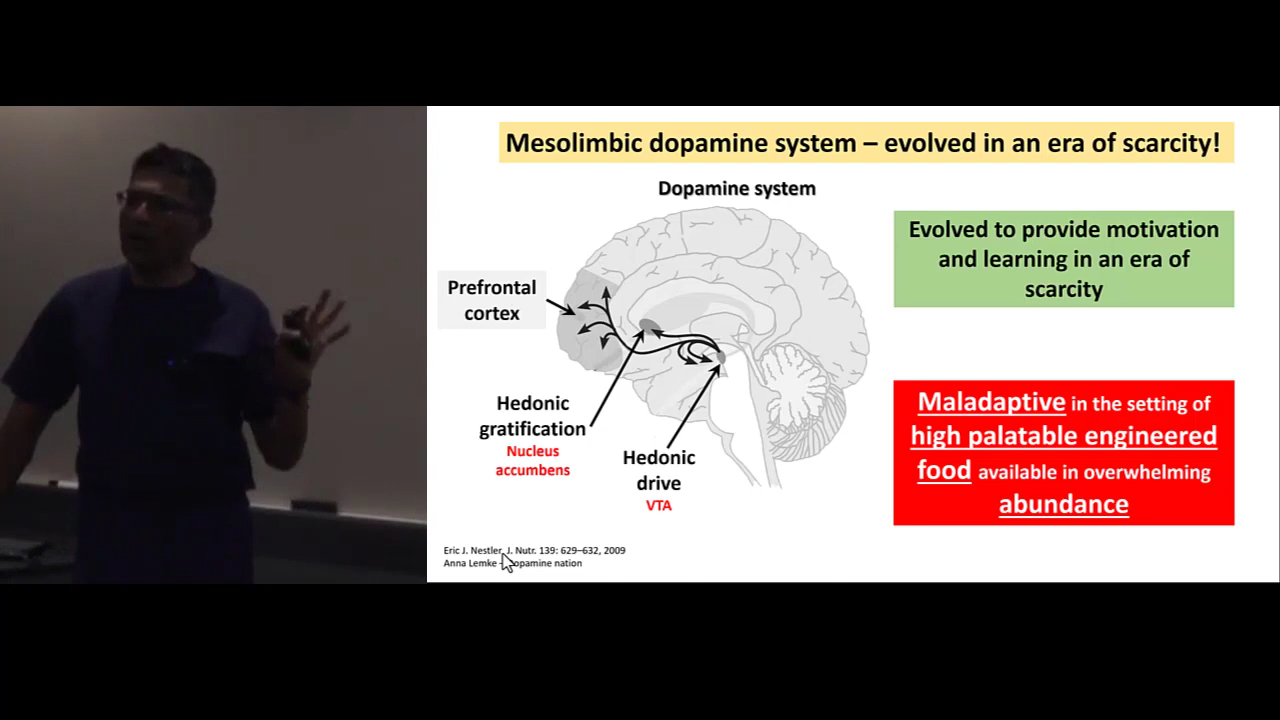 Mesolimbic dopamine system – evolved in an era of scarcity!
Dopamine system
Evolved to provide motivation
and learning in an era of
scarcity
Prefrontal
cortex
Hedonic
gratification
Nucleus
accumbens
Hedonic
drive
VTA
Maladaptive in the setting of
high palatable engineered
food available in overwhelming
abundance
Eric J. Nestler, J. Nutr. 139: 629–632, 2009
Anna Lemke - Dopamine nation